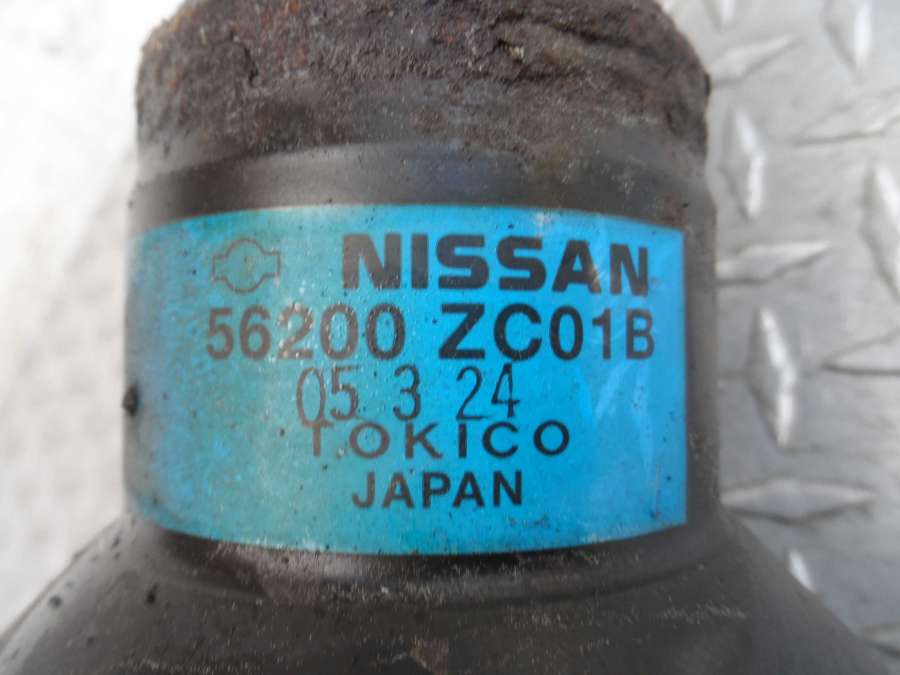 NISSAN
56200 ZC01B
05 3 24
TOKICO
JAPAN